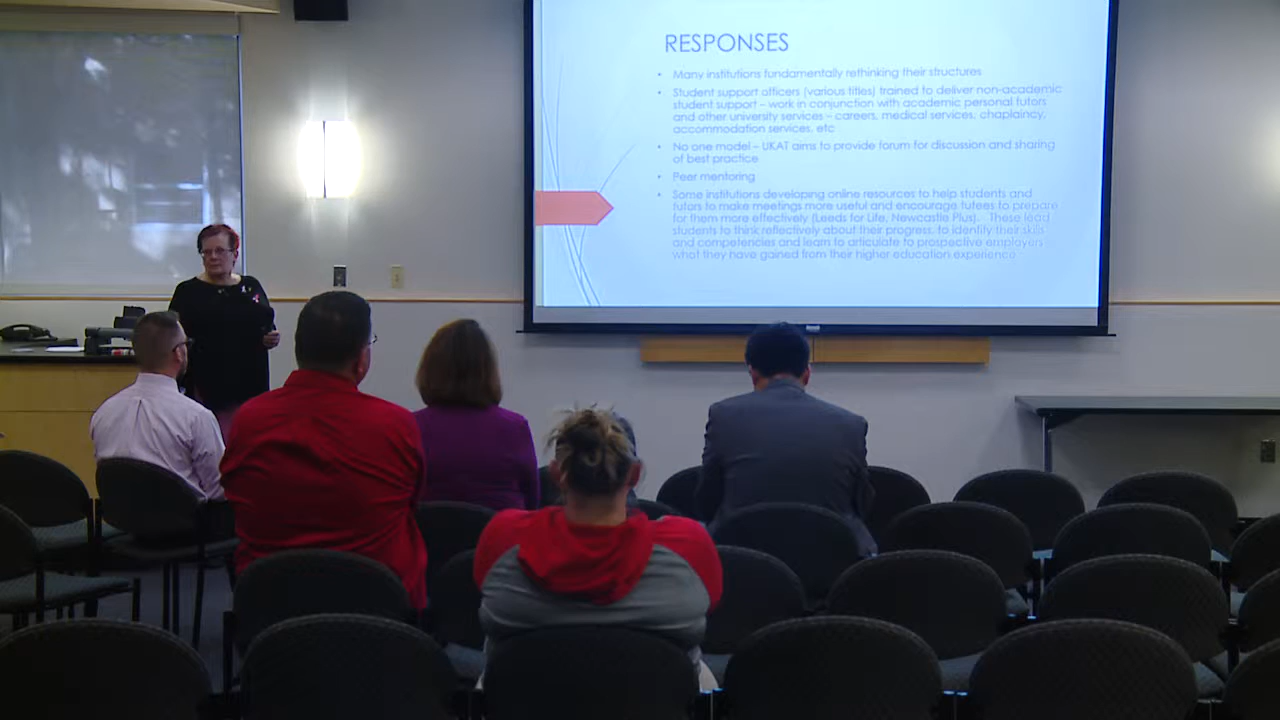 RESPONSES
• Many institutions fundamentally rethinking their structures
• Student support officers (various titles) trained to deliver non-academic
student support – work in conjunction with academic personal tutors
and other university services – careers, medical services, chaplaincy,
accommodation services, etc
• No one model – UKAT aims to provide forum for discussion and sharing
of best practice
• Peer mentoring
• Some institutions developing online resources to help students and
tutors to make meetings more useful and encourage tutees to prepare
for them more effectively (Leeds for Life, Newcastle Plus). These lead
students to think reflectively about their progress, to identify their skills
and competencies and learn to articulate to prospective employers
what they have gained from their higher education experience